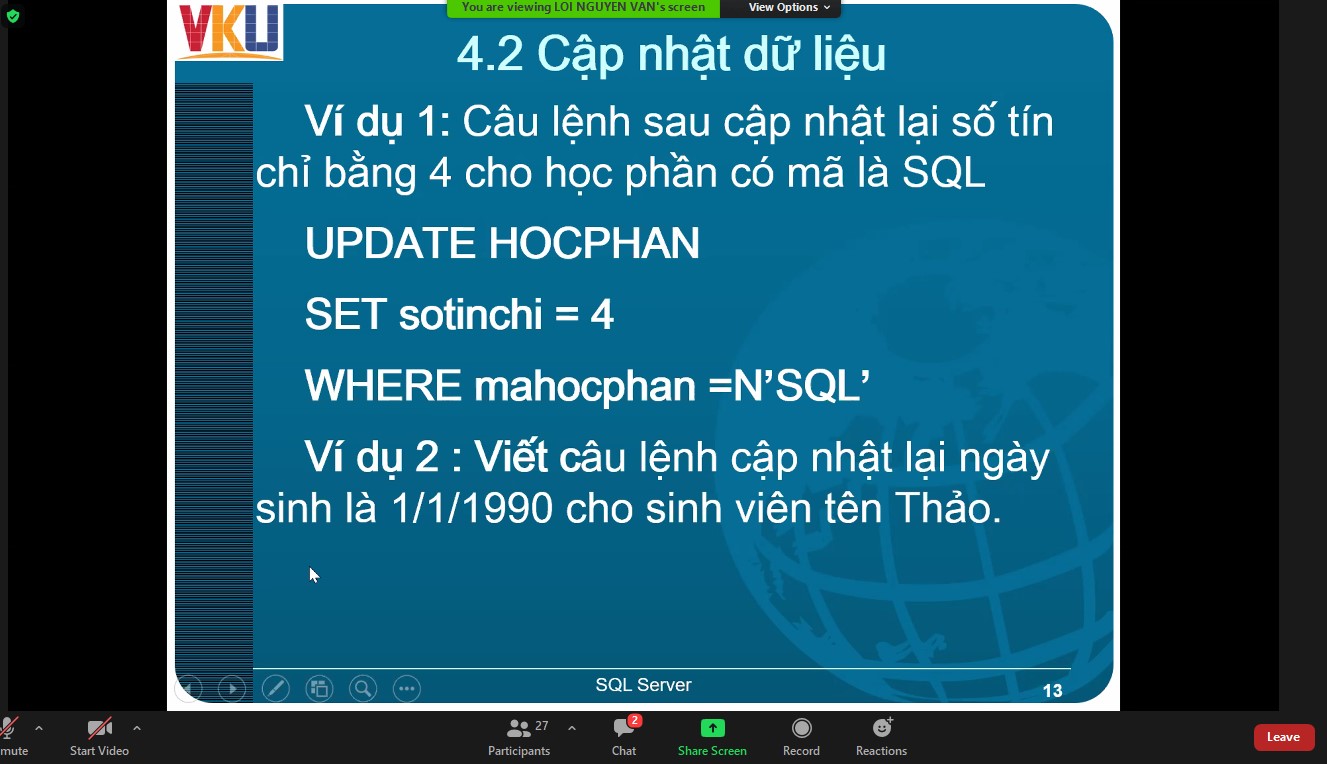 You are viewing LOI NGUYEN VAN's screen
View Options
VKU
4.2 Cập nhật dữ liệu
Ví dụ 1: Câu lệnh sau cập nhật lại số tín
chỉ bằng 4 cho học phần có mã là SQL
UPDATE HOCPHAN
SET sotinchi = 4
WHERE mahocphan =N’SQL’
Ví dụ 2 : Viết câu lệnh cập nhật lại ngày
sinh là 1/1/1990 cho sinh viên tên Thảo.
SQL Server
13
mute
Start Video
27
Participants
2
Chat
Share Screen
Record
Reactions
Leave